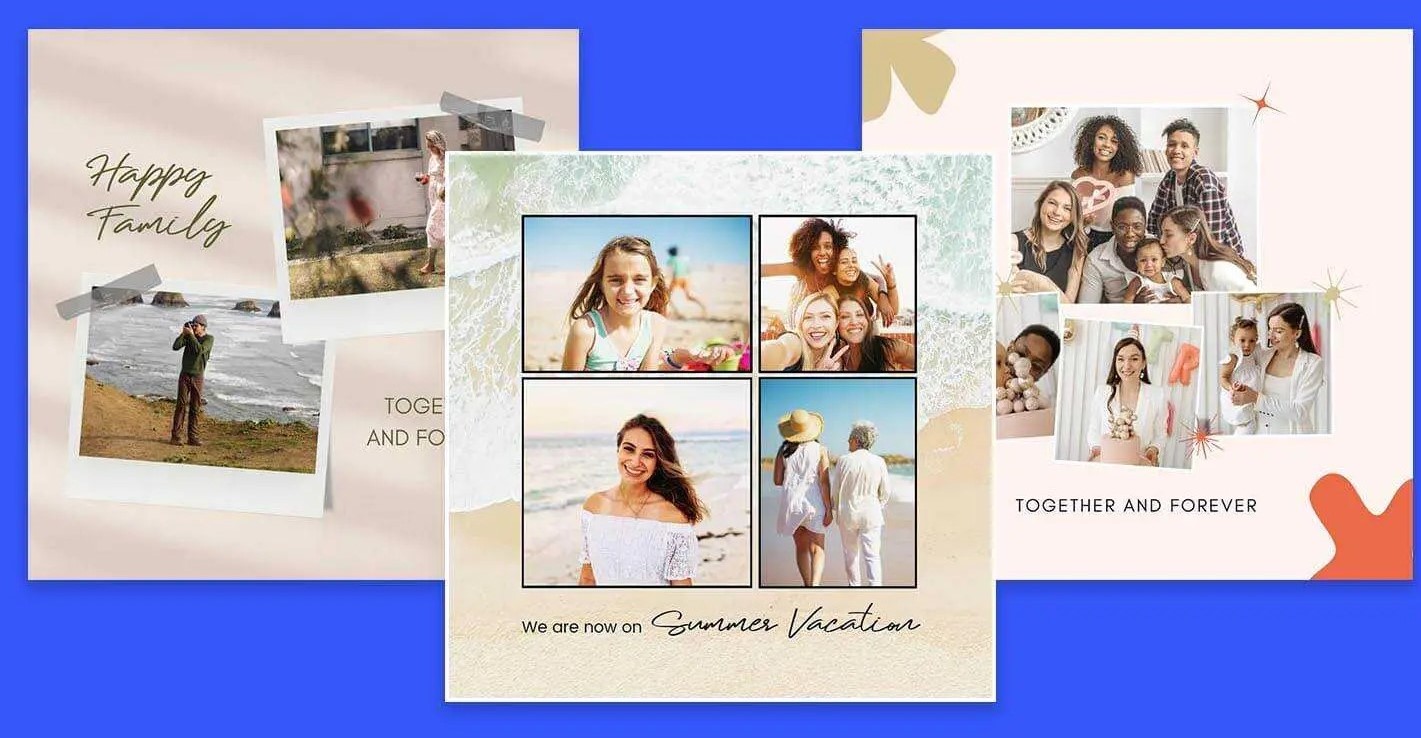 Happy
Family
TOGE
AND FO
We are now on Summer Vacation
TOGETHER AND FOREVER